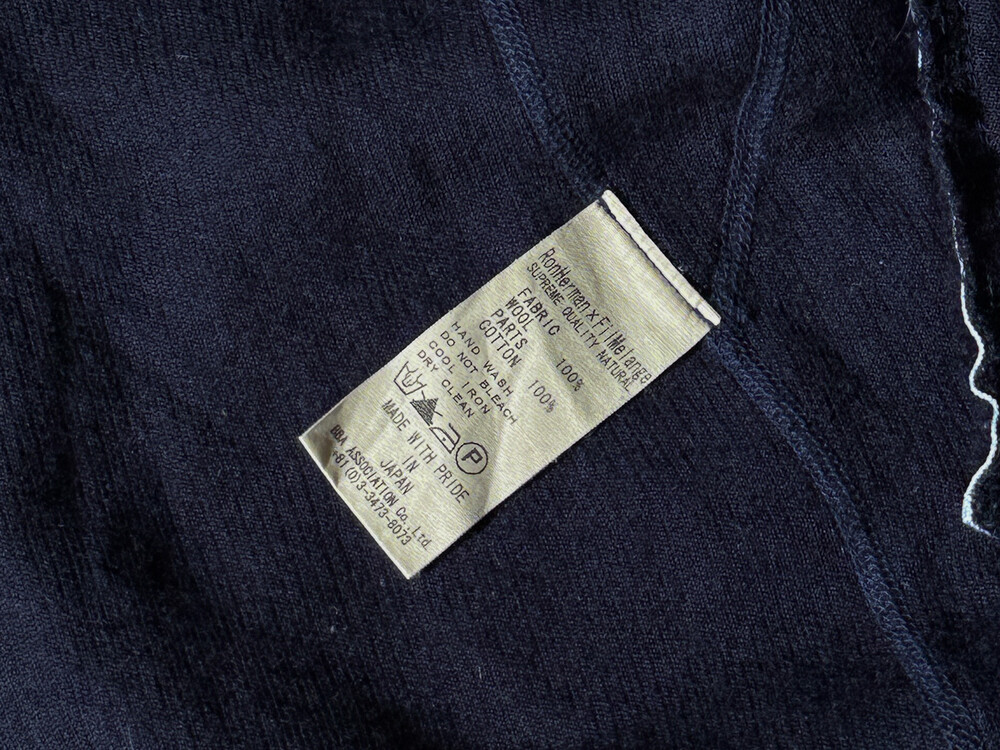 RonHerman x FilMelange
SUPREME QUALITY NATURAL
FABRIC
WOOL 100%
PARTS
COTTON 100%
HAND WASH
DO NOT BLEACH
COOL IRON
DRY CLEAN
P
MADE WITH PRIDE
IN
JAPAN
BBA ASSOCIATION Co.,Ltd.
+81(0)3-3473-8073